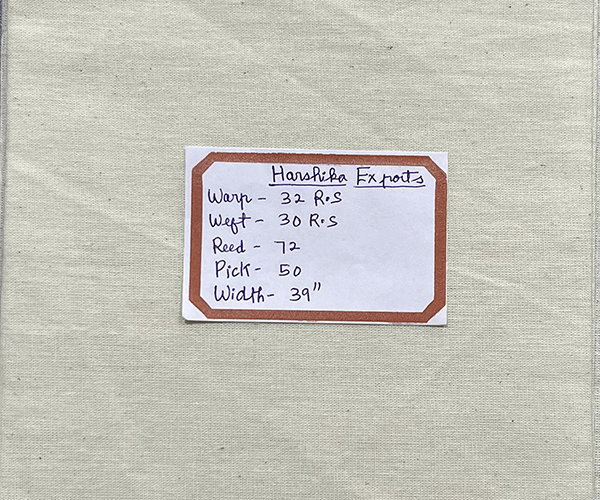 Harshika Exports
Warp - 32 R.S
Weft - 30 R.S
Reed - 72
Pick - 50
Width - 39"